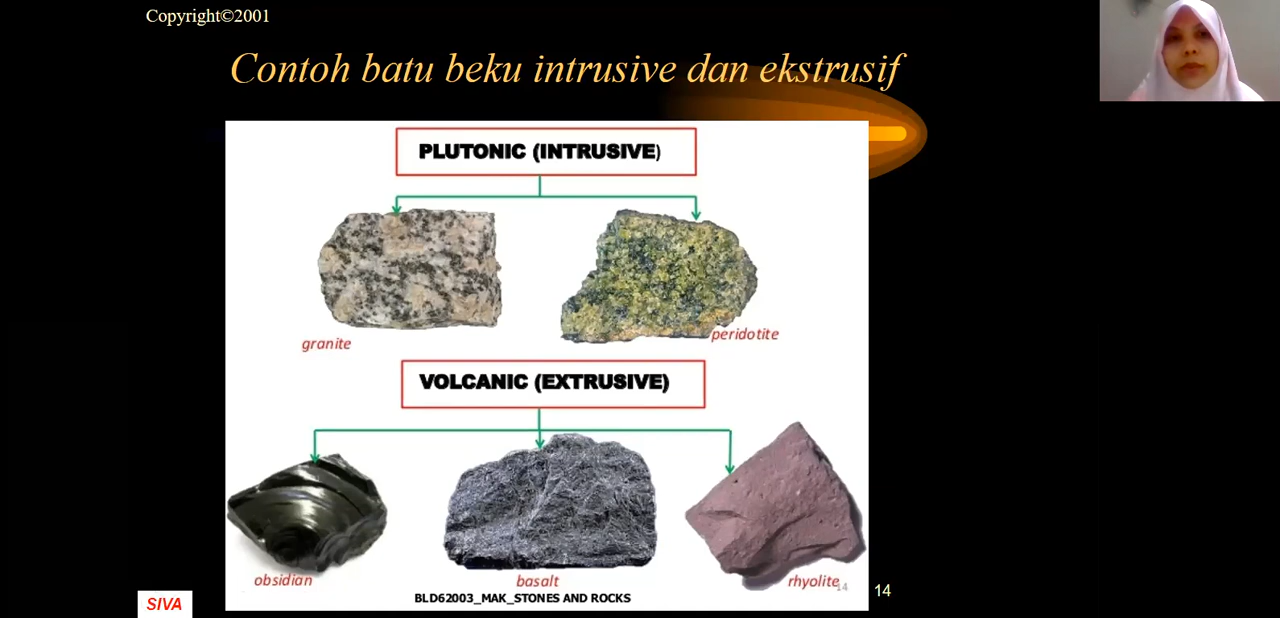 Copyright©2001
Contoh batu beku intrusive dan ekstrusif
PLUTONIC (INTRUSIVE)
granite
peridotite
VOLCANIC (EXTRUSIVE)
obsidian
basalt
rhyolite
14
14
BLD62003_MAK_STONES AND ROCKS
SIVA